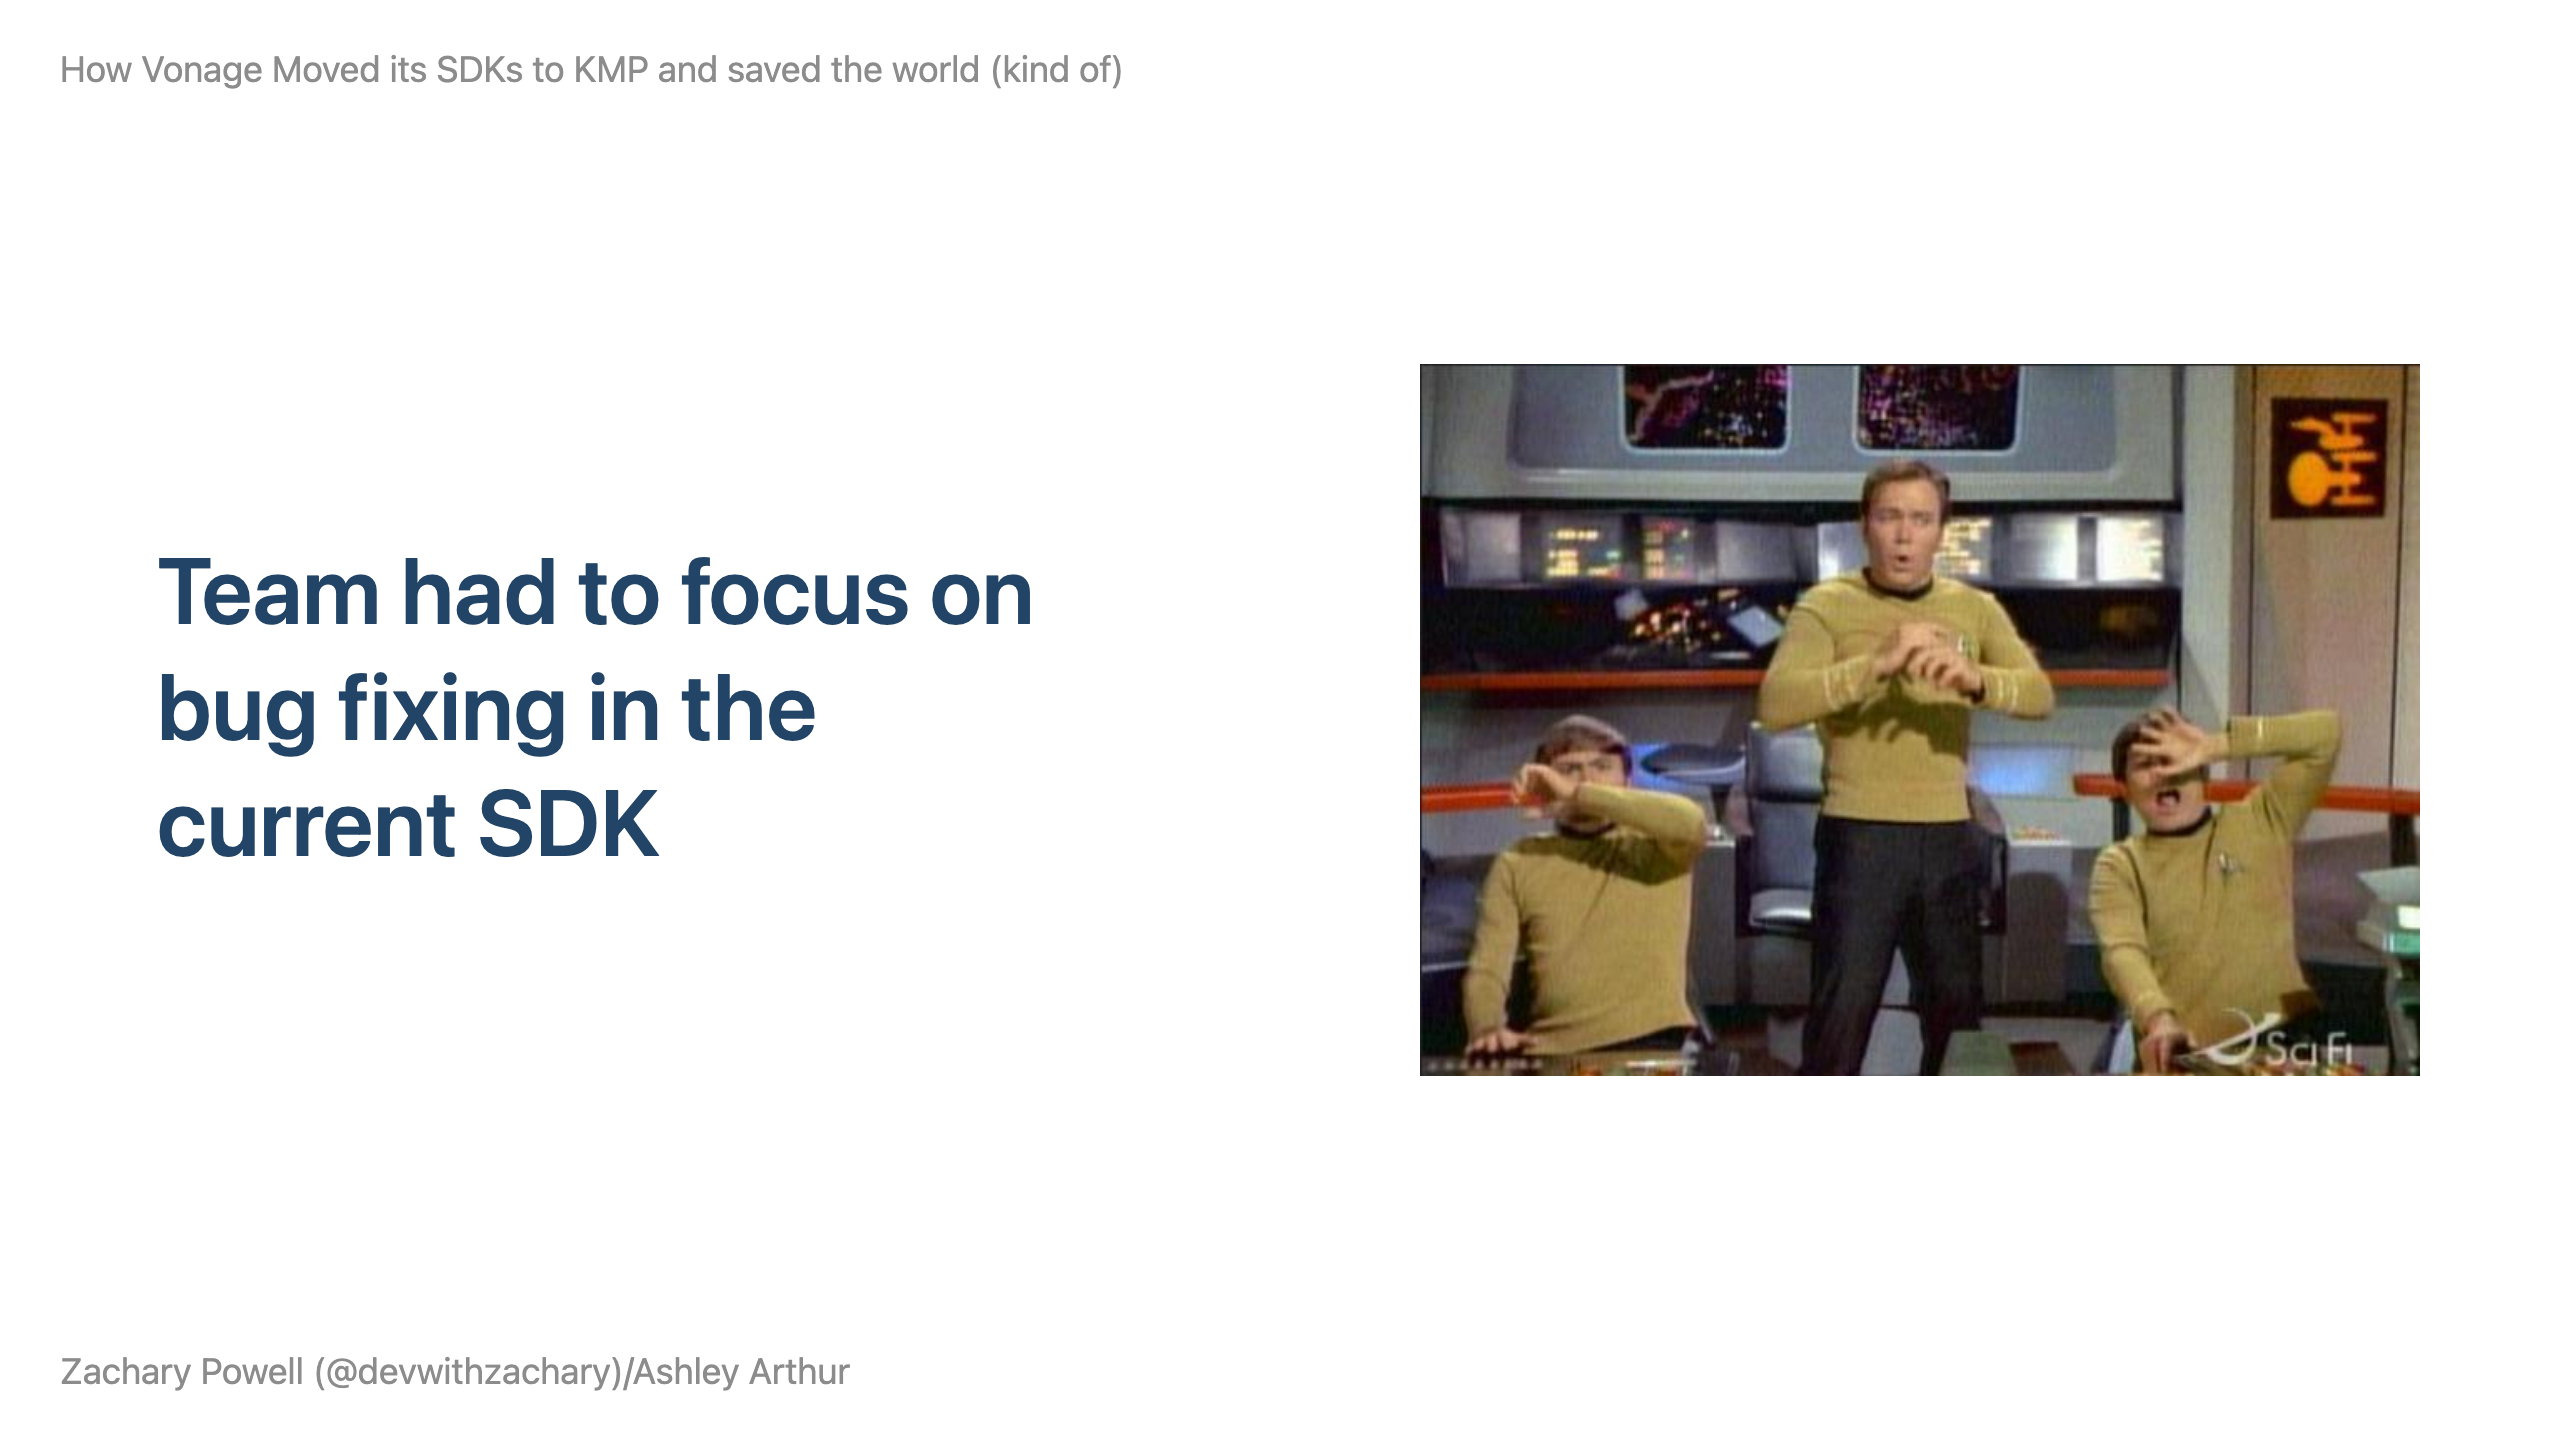 How Vonage Moved its SDKs to KMP and saved the world (kind of)
Team had to focus on
bug fixing in the
current SDK
Sci Fi
Zachary Powell (@devwithzachary)/Ashley Arthur